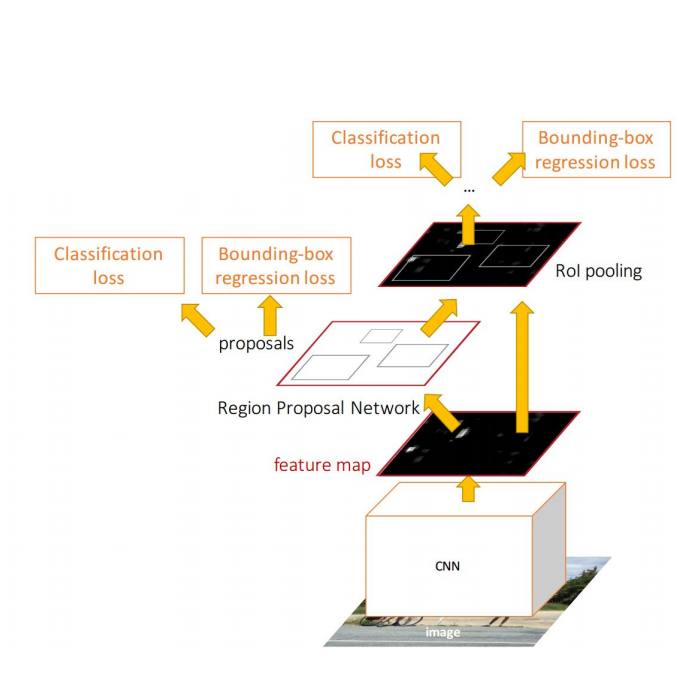 Classification
loss
Bounding-box
regression loss
...
Classification
loss
Bounding-box
regression loss
RoI pooling
proposals
Region Proposal Network
feature map
CNN
image